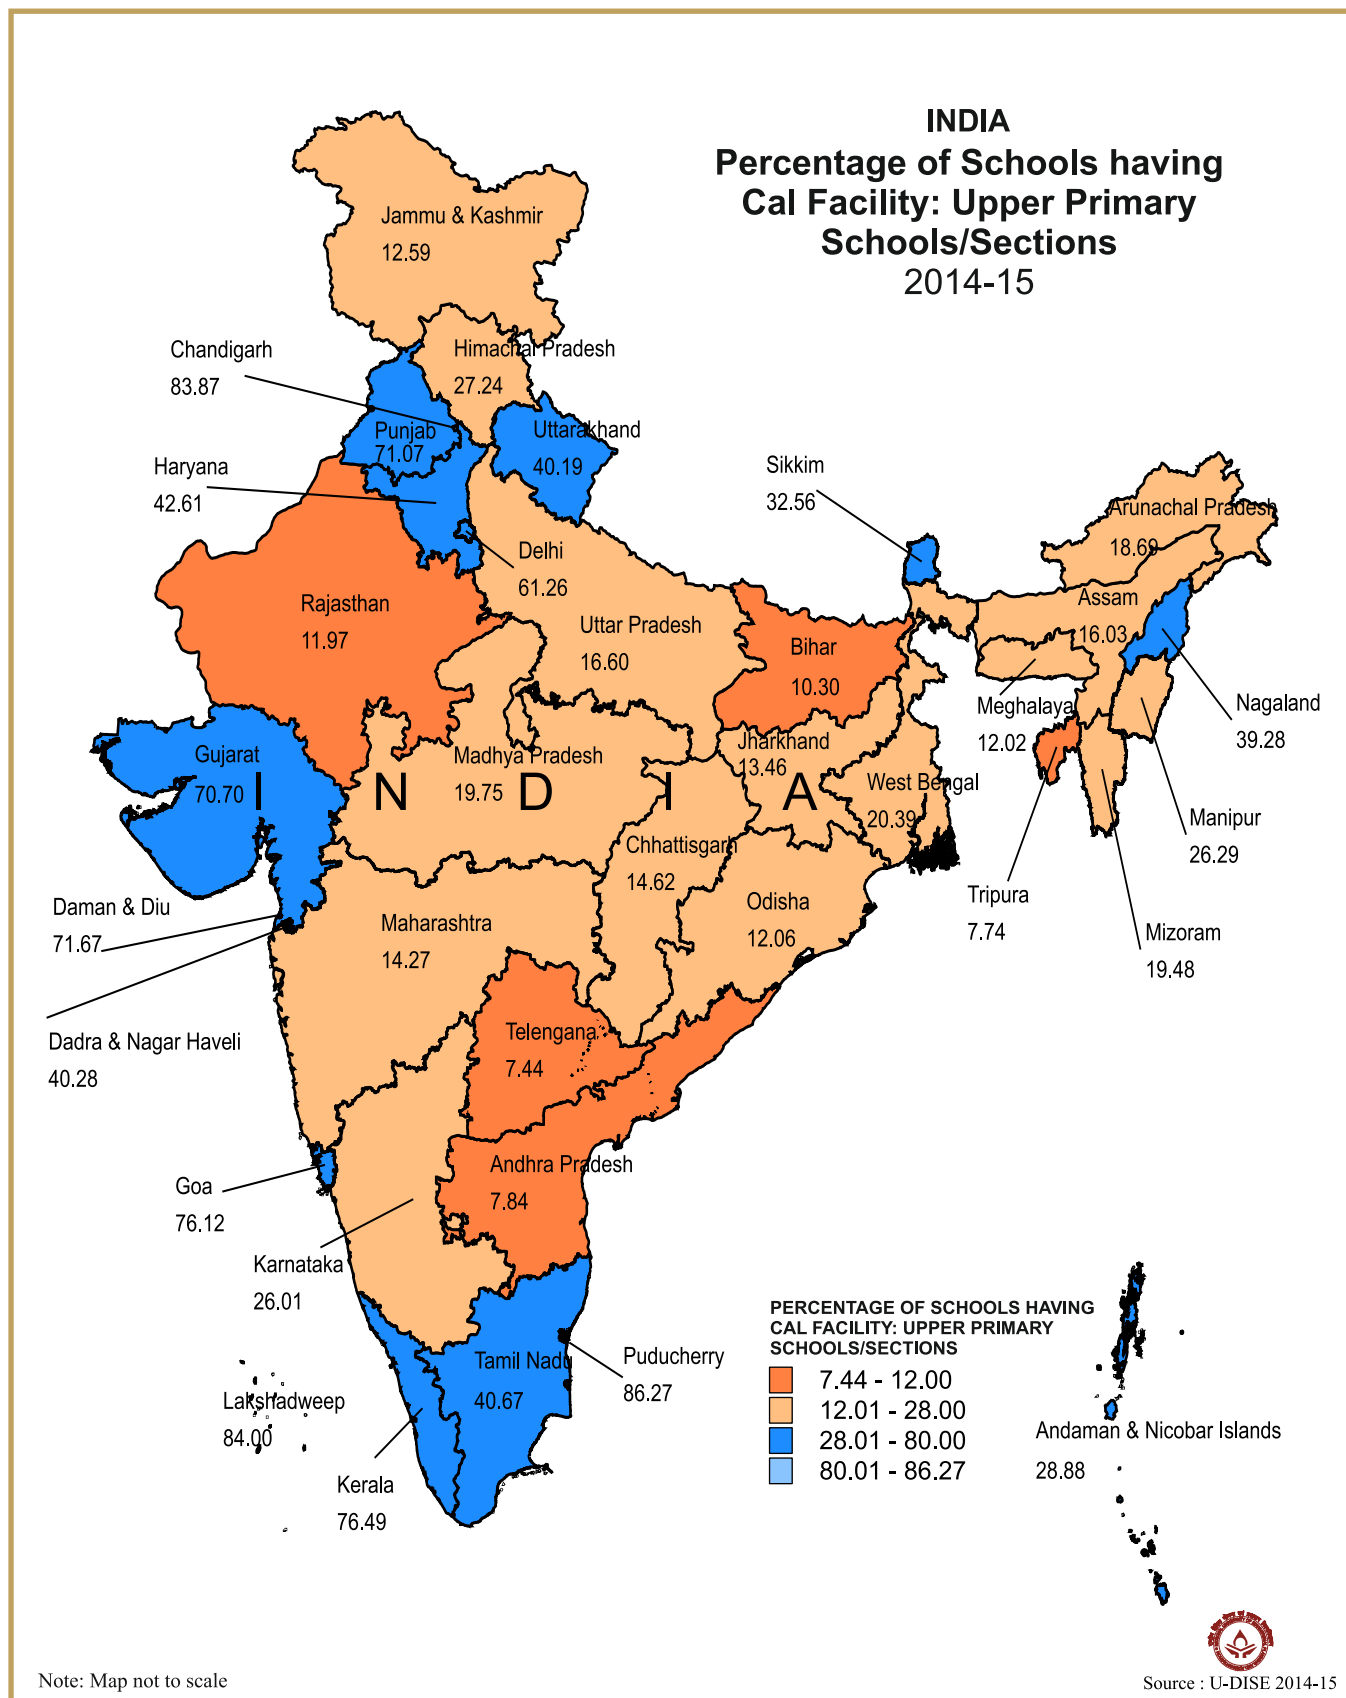 INDIA
Percentage of Schools having
Cal Facility: Upper Primary
Schools/Sections
2014-15
Jammu & Kashmir
12.59
Chandigarh
83.87
Himachal Pradesh
27.24
Punjab
71.07
Uttarakhand
40.19
Haryana
42.61
Sikkim
32.56
Arunachal Pradesh
18.69
Delhi
61.26
Rajasthan
11.97
Uttar Pradesh
16.60
Bihar
10.30
Assam
16.03
Meghalaya
12.02
Nagaland
39.28
Gujarat
70.70
Madhya Pradesh
19.75
Jharkhand
13.46
West Bengal
20.39
I N D I A
Manipur
26.29
Chhattisgarh
14.62
Tripura
7.74
Mizoram
19.48
Daman & Diu
71.67
Maharashtra
14.27
Odisha
12.06
Dadra & Nagar Haveli
40.28
Telengana
7.44
Goa
76.12
Andhra Pradesh
7.84
Karnataka
26.01
Lakshadweep
84.00
Tamil Nadu
40.67
Puducherry
86.27
Kerala
76.49
PERCENTAGE OF SCHOOLS HAVING
CAL FACILITY: UPPER PRIMARY
SCHOOLS/SECTIONS
7.44 - 12.00
12.01 - 28.00
28.01 - 80.00
80.01 - 86.27
Andaman & Nicobar Islands
28.88
Note: Map not to scale
Source : U-DISE 2014-15